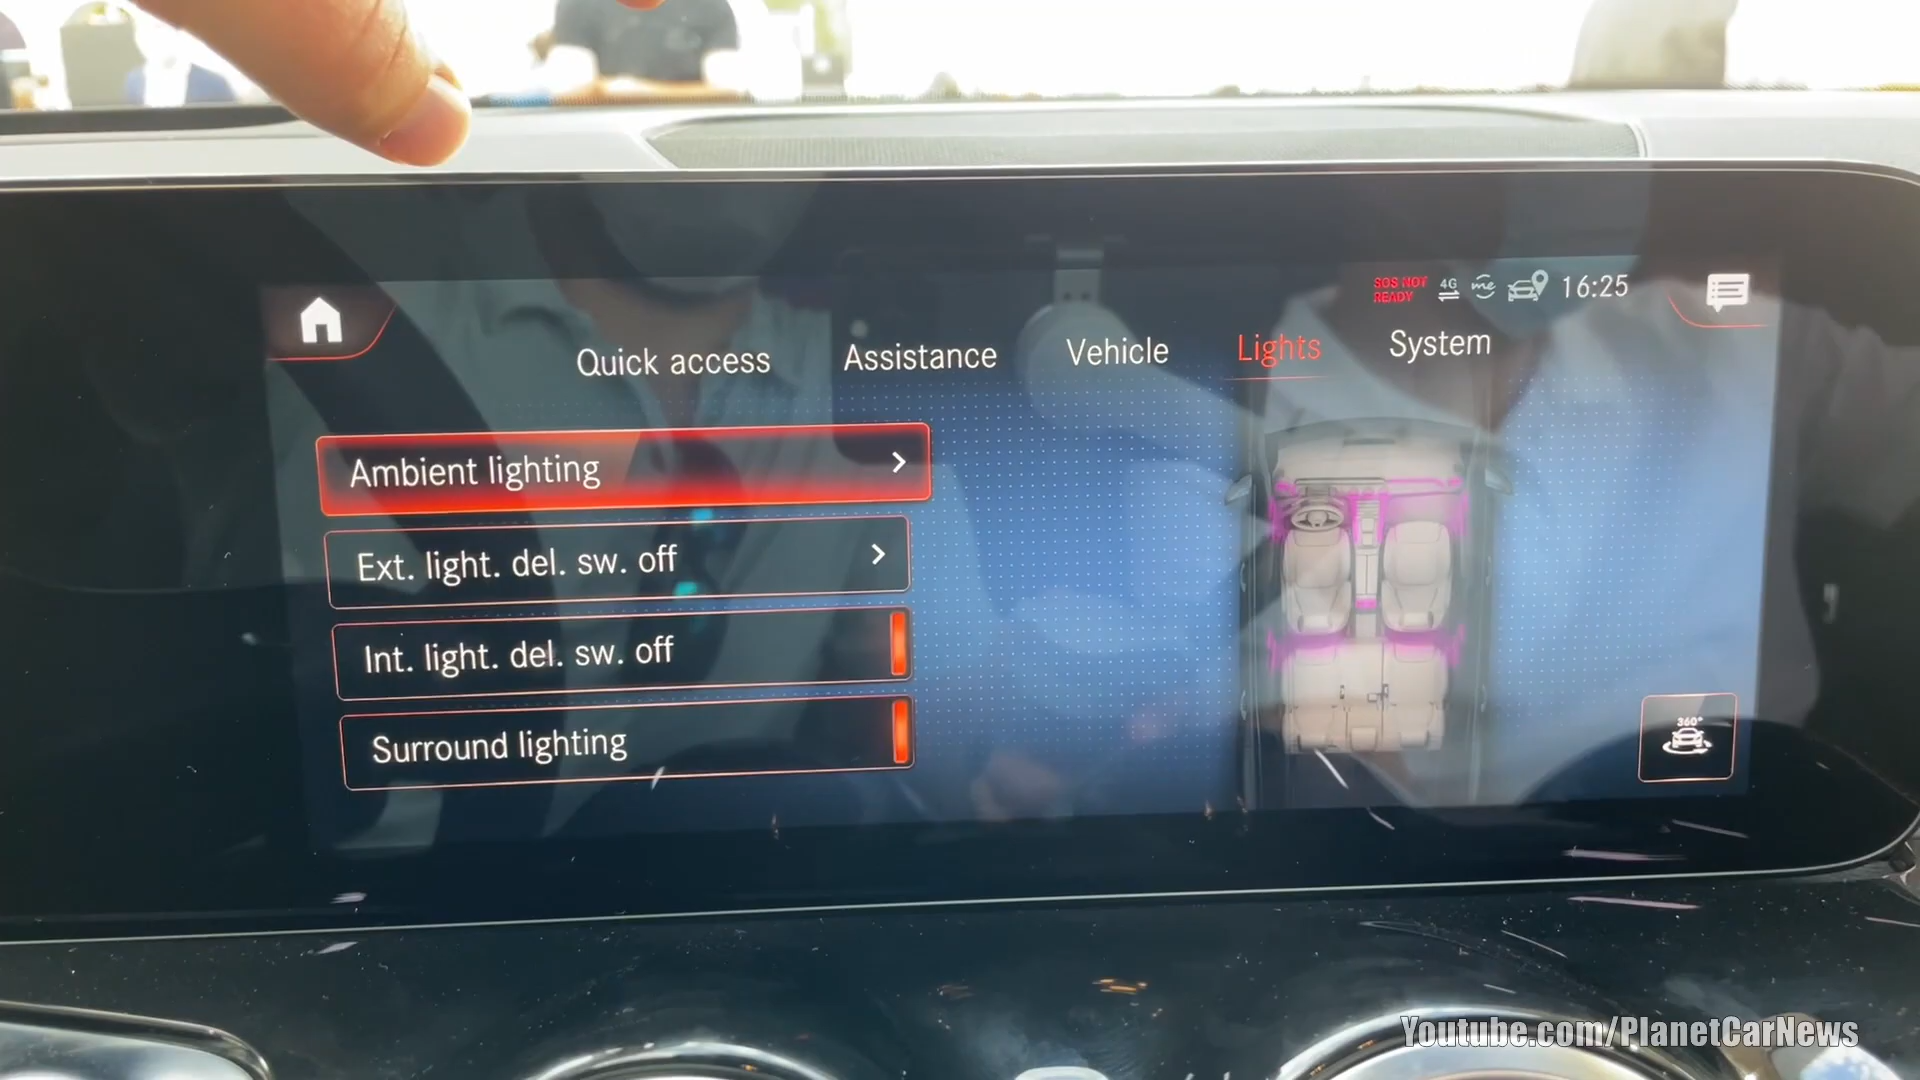 SOS NOT
READY
4G
me
16:25
Quick access
Assistance
Vehicle
Lights
System
Ambient lighting
Ext. light. del. sw. off
Int. light. del. sw. off
Surround lighting
360°
Youtube.com/PlanetCarNews